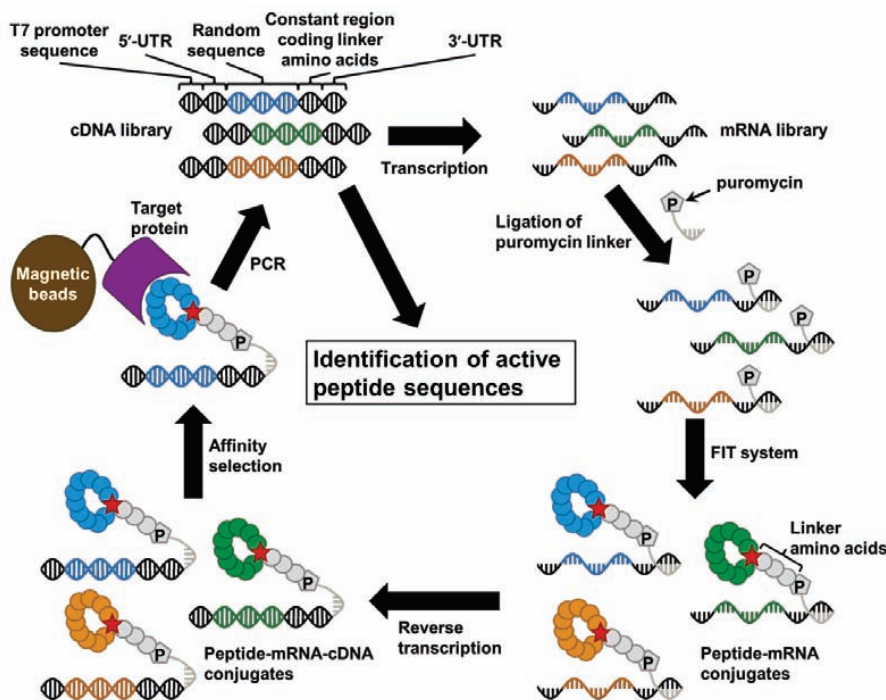 T7 promoter
sequence
5′-UTR
Random
sequence
Constant region
coding linker
amino acids
3′-UTR
cDNA library
Transcription
mRNA library
puromycin
P
Ligation of
puromycin linker
P
P
P
FIT system
Linker
amino acids
P
P
P
Peptide-mRNA
conjugates
Reverse
transcription
Peptide-mRNA-cDNA
conjugates
P
P
P
Affinity
selection
Target
protein
Magnetic
beads
P
PCR
Identification of active
peptide sequences